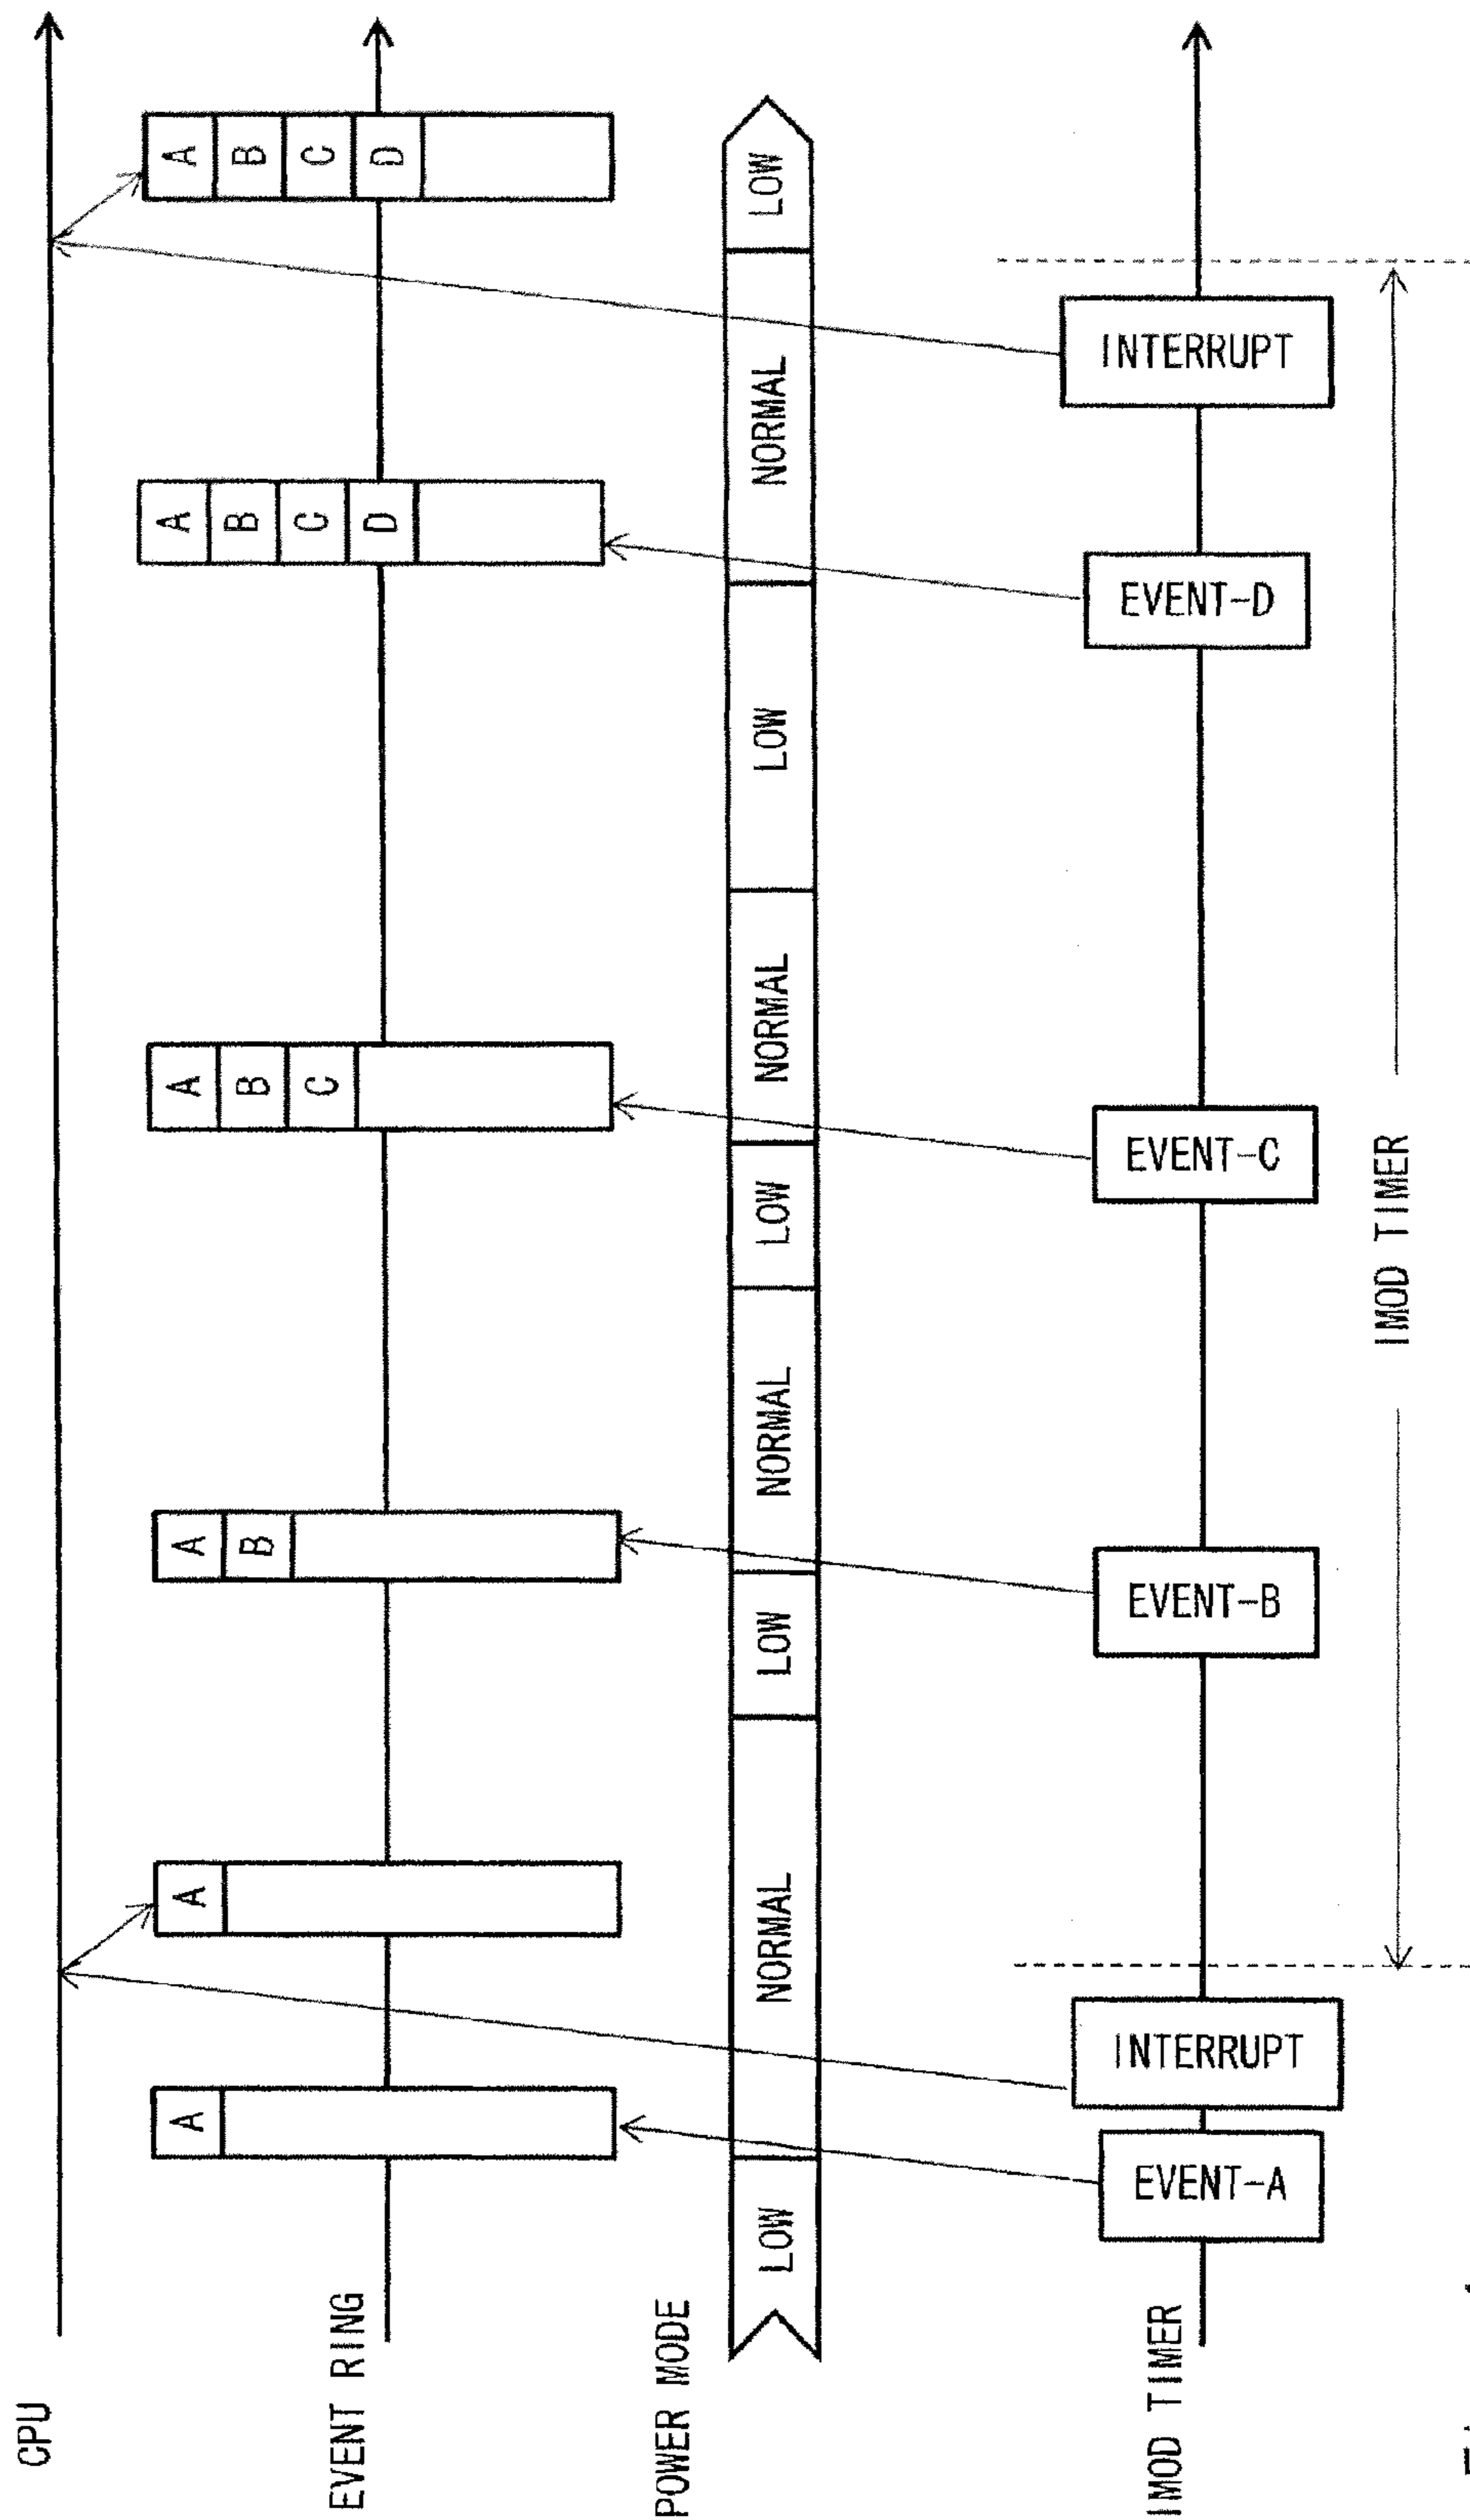 CPU
A
A
A
B
A
B
C
A
B
C
D
A
B
C
D
EVENT RING
POWER MODE
LOW
NORMAL
LOW
NORMAL
LOW
NORMAL
LOW
NORMAL
LOW
IMOD TIMER
EVENT-A
INTERRUPT
EVENT-B
EVENT-C
EVENT-D
INTERRUPT
IMOD TIMER